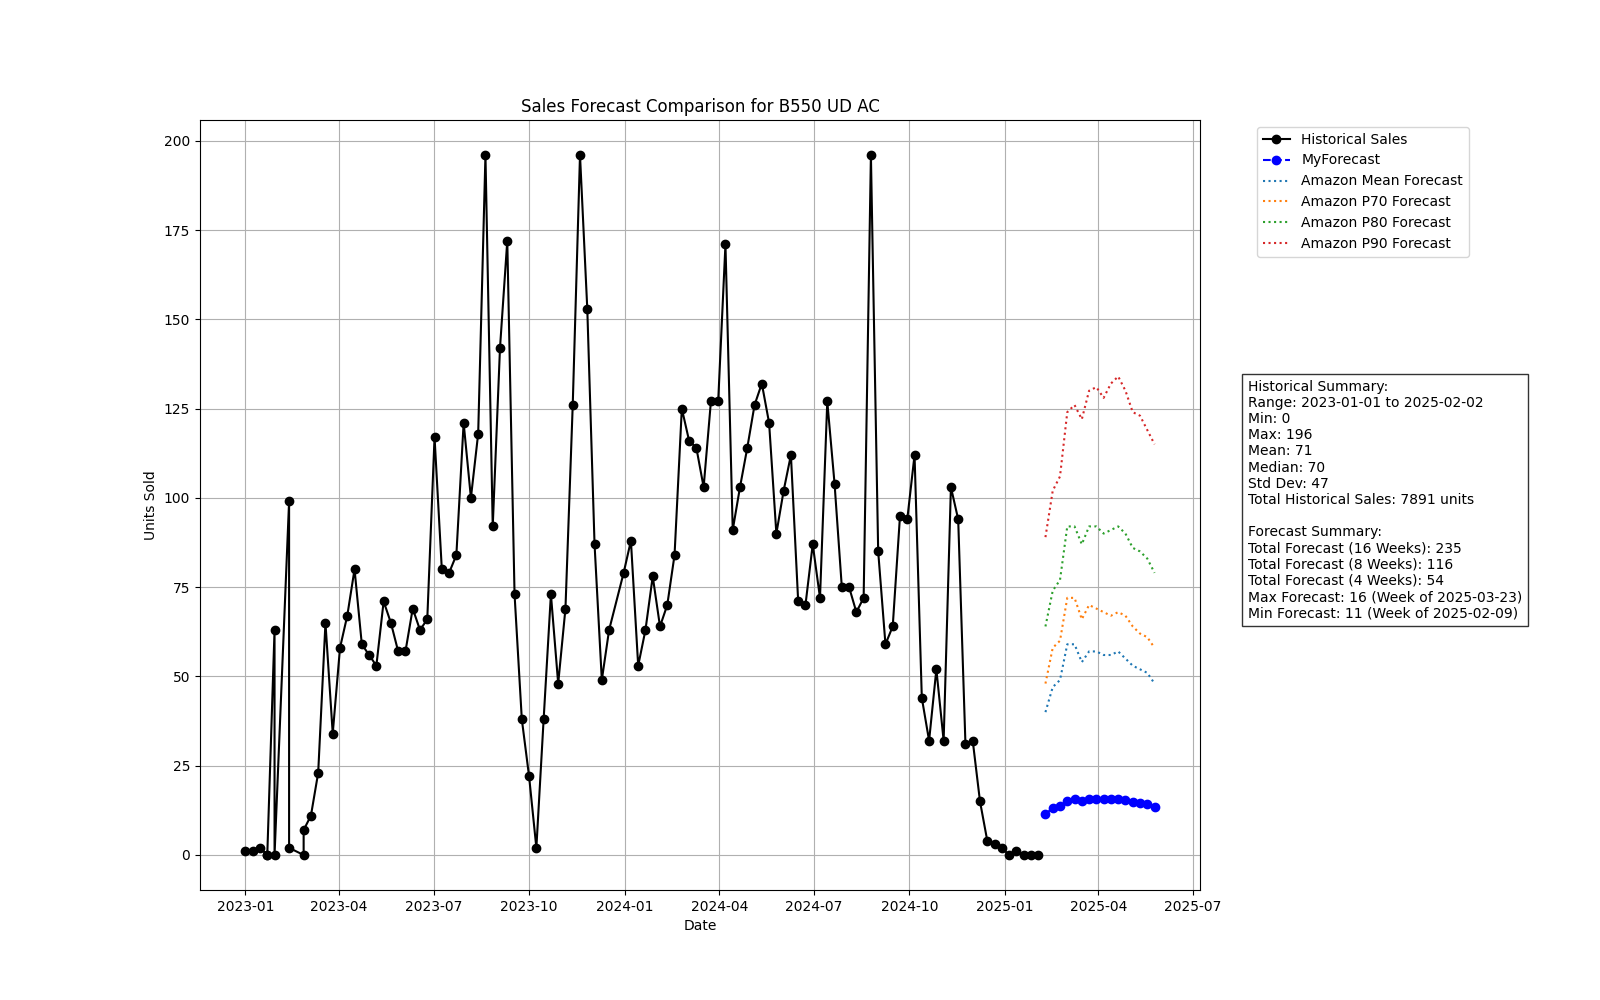 Sales Forecast Comparison for B550 UD AC
200
175
150
125
100
75
50
25
0
Units Sold
2023-01
2023-04
2023-07
2023-10
2024-01
2024-04
2024-07
2024-10
2025-01
2025-04
2025-07
Date
Historical Sales
MyForecast
Amazon Mean Forecast
Amazon P70 Forecast
Amazon P80 Forecast
Amazon P90 Forecast
Historical Summary:
Range: 2023-01-01 to 2025-02-02
Min: 0
Max: 196
Mean: 71
Median: 70
Std Dev: 47
Total Historical Sales: 7891 units
Forecast Summary:
Total Forecast (16 Weeks): 235
Total Forecast (8 Weeks): 116
Total Forecast (4 Weeks): 54
Max Forecast: 16 (Week of 2025-03-23)
Min Forecast: 11 (Week of 2025-02-09)